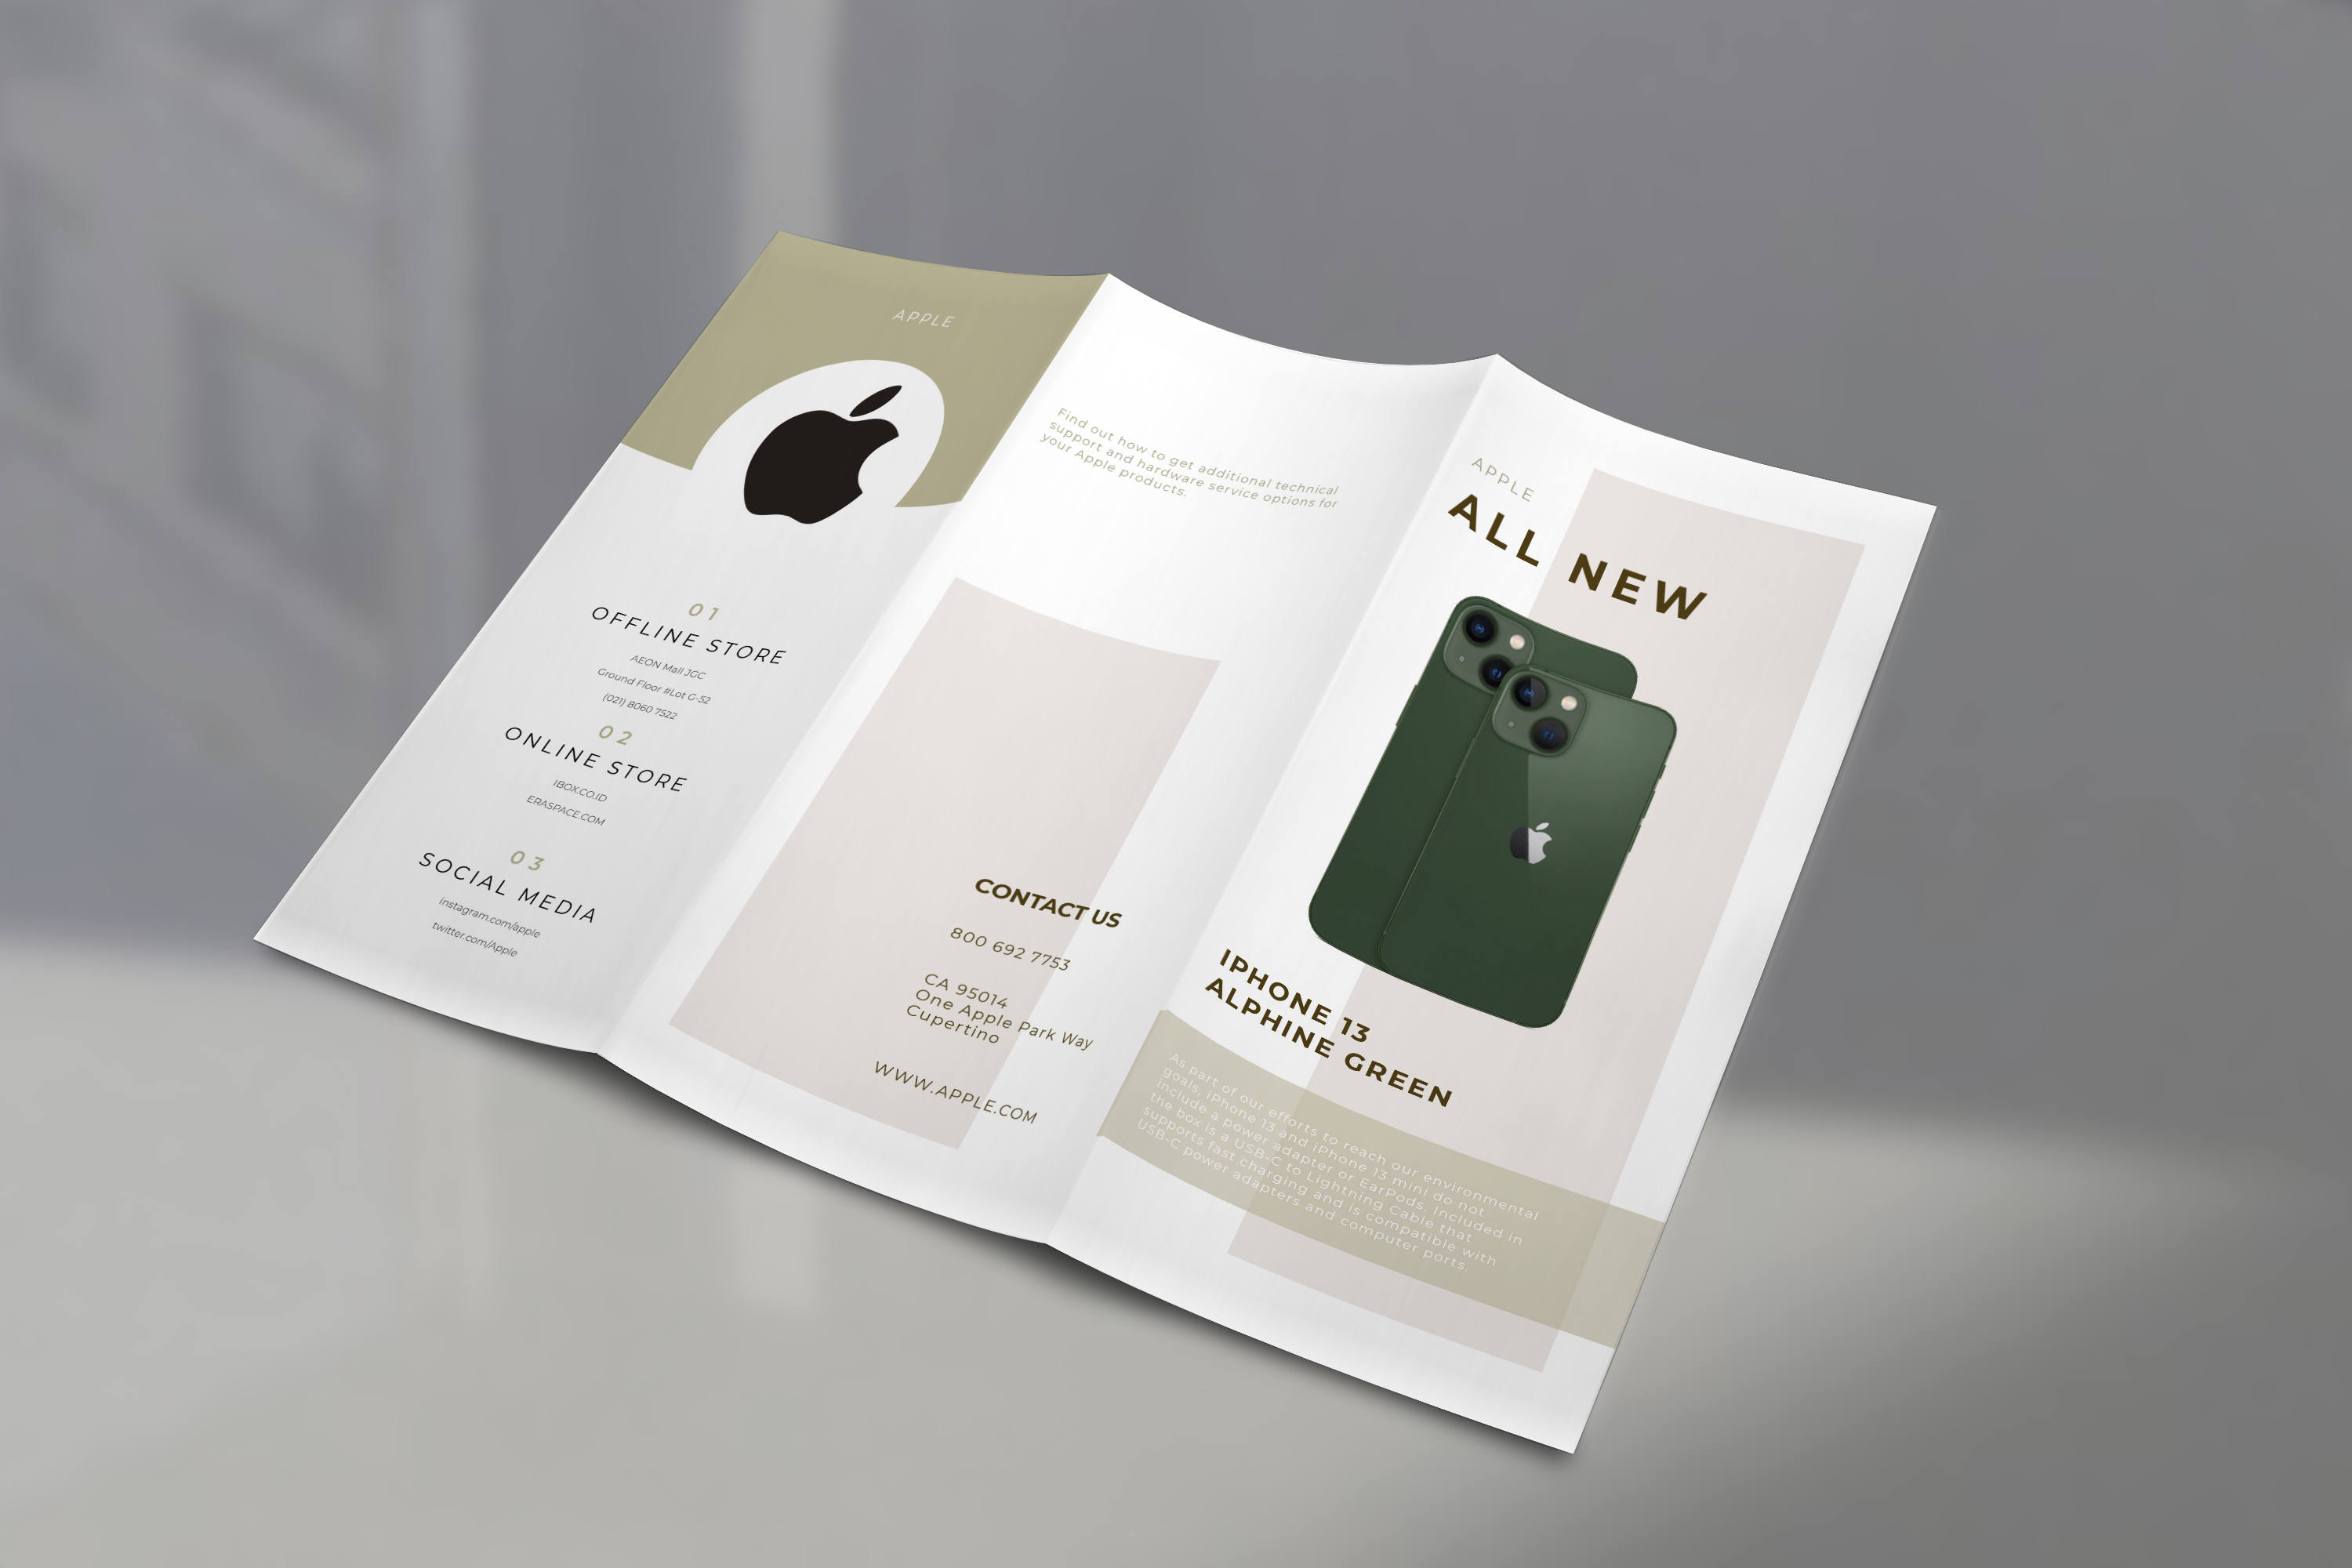 APPLE
01
OFFLINE STORE
AEON Mall JGC
Ground Floor #Lot G-52
(021) 8060 7522
02
ONLINE STORE
IBOX.CO.ID
ERASPACE.COM
03
SOCIAL MEDIA
instagram.com/apple
twitter.com/Apple
Find out how to get additional technical
support and hardware service options for
your Apple products.
CONTACT US
800 692 7753
CA 95014
One Apple Park Way
Cupertino
WWW.APPLE.COM
APPLE
ALL NEW
IPHONE 13
ALPHINE GREEN
As part of our efforts to reach our environmental
goals, iPhone 13 and iPhone 13 mini do not
include a power adapter or EarPods. Included in
the box is a USB-C to Lightning Cable that
supports fast charging and is compatible with
USB-C power adapters and computer ports.